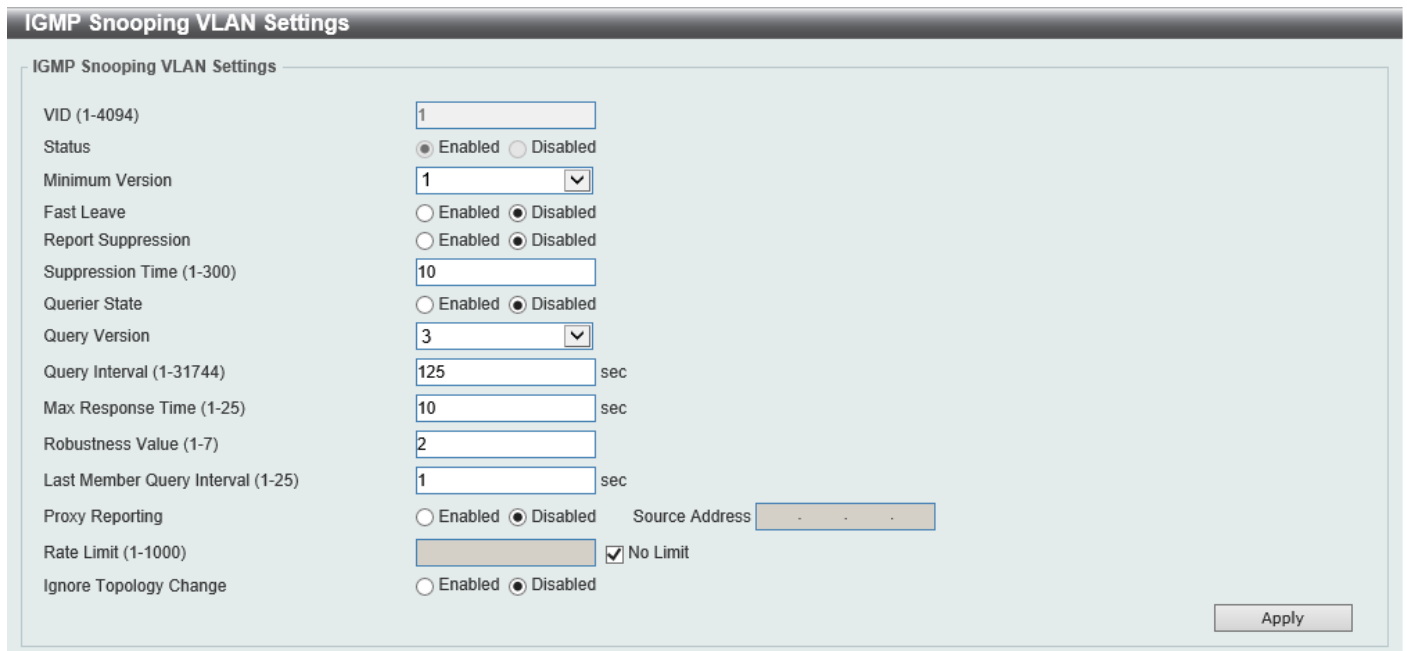 IGMP Snooping VLAN Settings
IGMP Snooping VLAN Settings
VID (1-4094) 1
Status Enabled Disabled
Minimum Version 1
Fast Leave Enabled Disabled
Report Suppression Enabled Disabled
Suppression Time (1-300) 10
Querier State Enabled Disabled
Query Version 3
Query Interval (1-31744) 125 sec
Max Response Time (1-25) 10 sec
Robustness Value (1-7) 2
Last Member Query Interval (1-25) 1 sec
Proxy Reporting Enabled Disabled Source Address . . .
Rate Limit (1-1000) No Limit
Ignore Topology Change Enabled Disabled
Apply